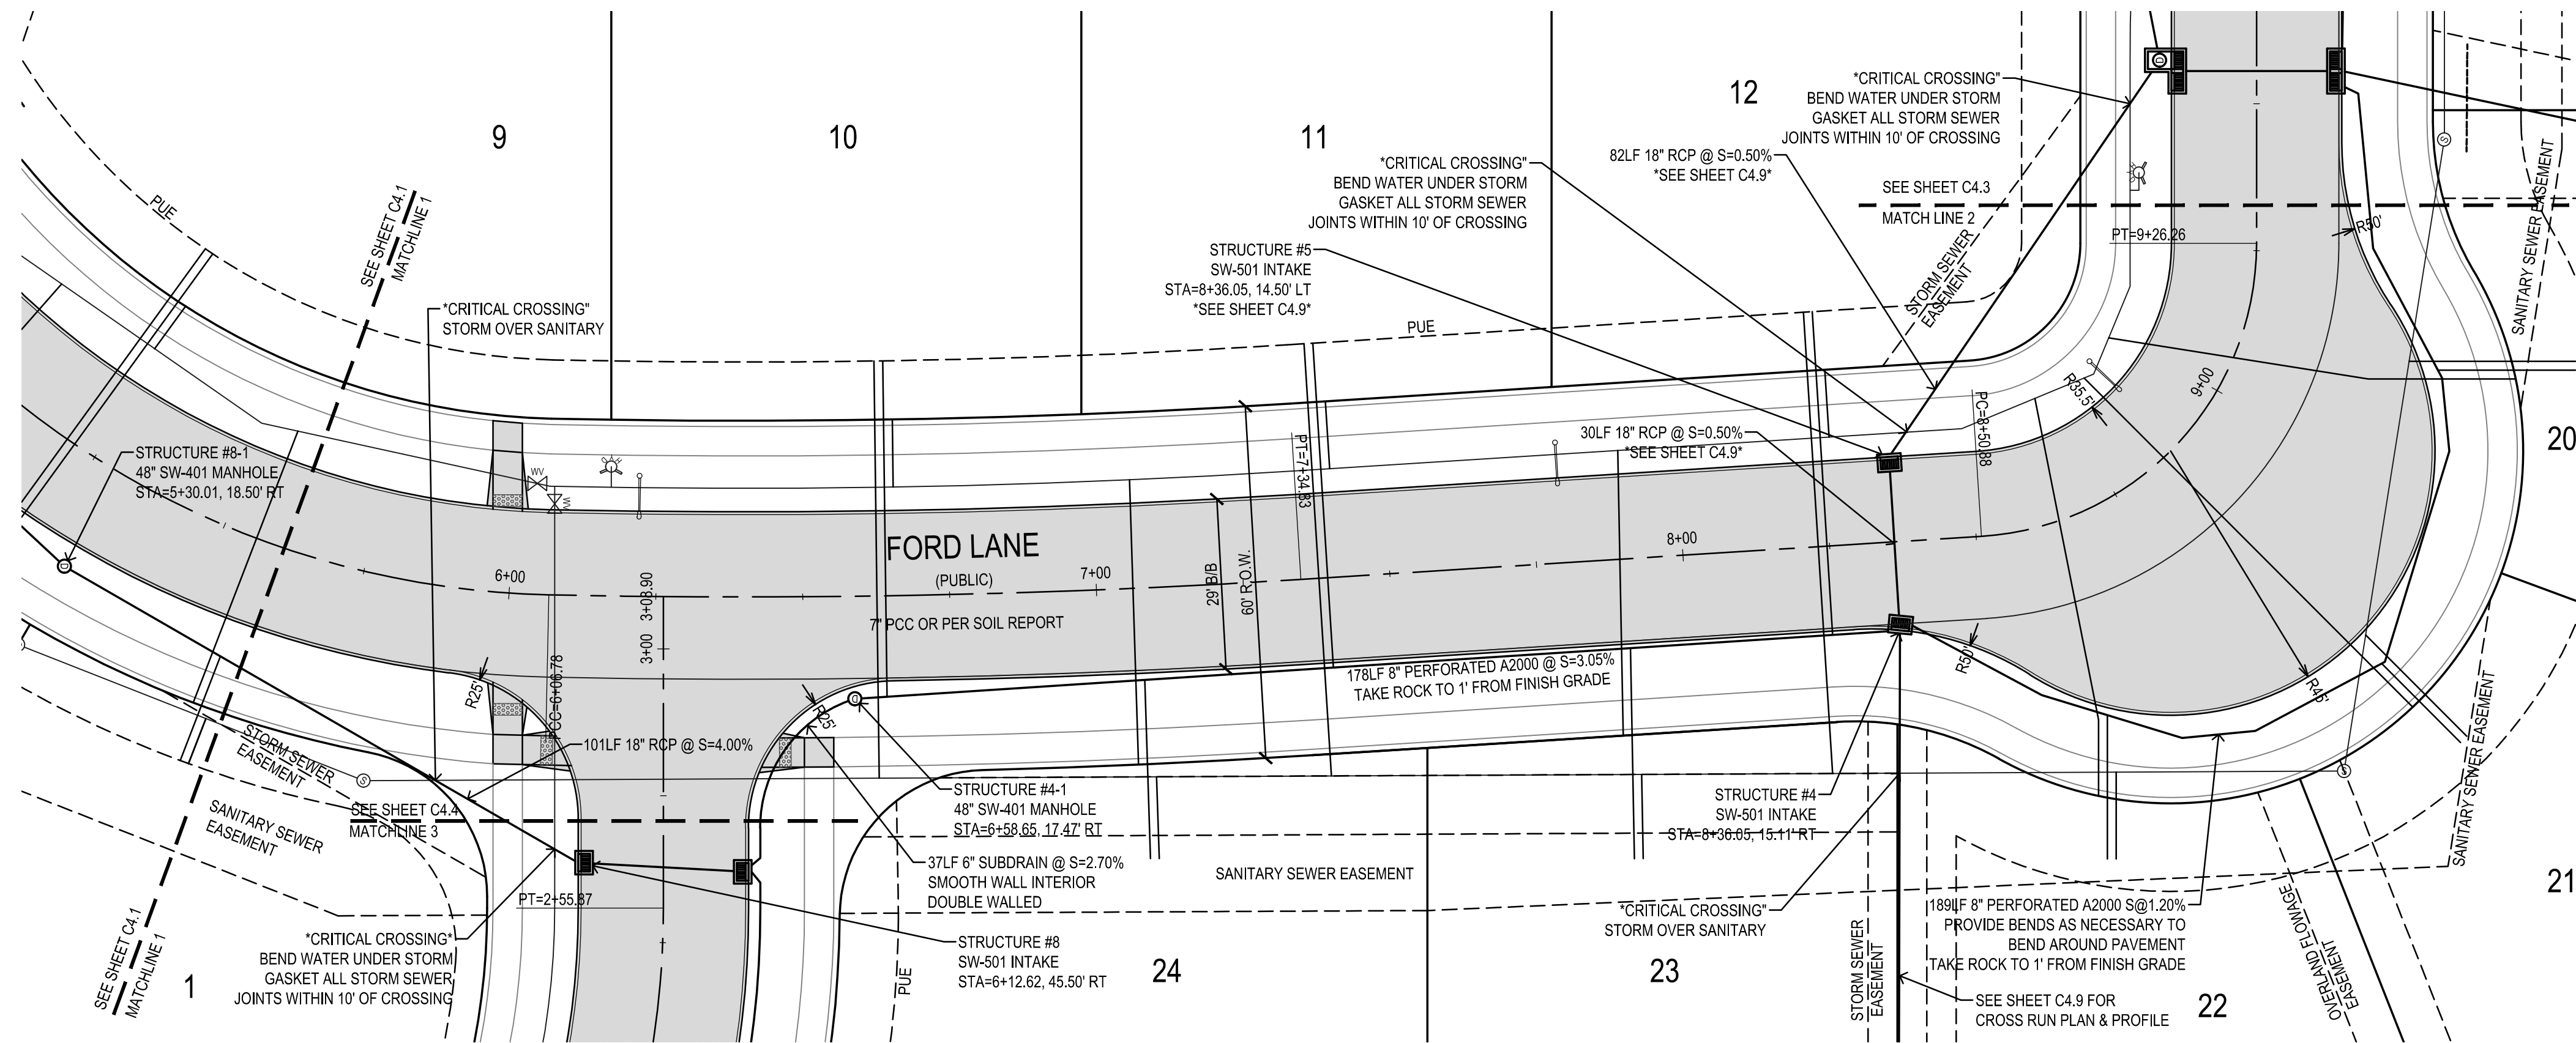 9
10
11
12
*CRITICAL CROSSING"
BEND WATER UNDER STORM
GASKET ALL STORM SEWER
JOINTS WITHIN 10' OF CROSSING
82LF 18" RCP @ S=0.50%
*SEE SHEET C4.9*
*CRITICAL CROSSING"
BEND WATER UNDER STORM
GASKET ALL STORM SEWER
JOINTS WITHIN 10' OF CROSSING
SEE SHEET C4.3
MATCH LINE 2
PT=9+26.26
R50'
STRUCTURE #5
SW-501 INTAKE
STA=8+36.05, 14.50' LT
*SEE SHEET C4.9*
STORM SEWER
EASEMENT
SANITARY SEWER EASEMENT
PUE
SEE SHEET C4.1
MATCHLINE 1
*CRITICAL CROSSING"
STORM OVER SANITARY
PUE
STRUCTURE #8-1
48" SW-401 MANHOLE
STA=5+30.01, 18.50' RT
WV
WV
PT=7+34.83
30LF 18" RCP @ S=0.50%
*SEE SHEET C4.9*
PC=8+50.88
R35.5'
9+00
20
FORD LANE
(PUBLIC)
7" PCC OR PER SOIL REPORT
6+00
7+00
8+00
3+08.90
3+00
29' B/B
60' R.O.W.
R25'
PCC=6+06.78
R25'
178LF 8" PERFORATED A2000 @ S=3.05%
TAKE ROCK TO 1' FROM FINISH GRADE
R50'
R45'
101LF 18" RCP @ S=4.00%
STORM SEWER
EASEMENT
SANITARY SEWER
EASEMENT
SEE SHEET C4.4
MATCHLINE 3
STRUCTURE #4-1
48" SW-401 MANHOLE
STA=6+58.65, 17.47' RT
STRUCTURE #4
SW-501 INTAKE
STA=8+36.05, 15.11' RT
SANITARY SEWER EASEMENT
37LF 6" SUBDRAIN @ S=2.70%
SMOOTH WALL INTERIOR
DOUBLE WALLED
SANITARY SEWER EASEMENT
21
PT=2+55.87
*CRITICAL CROSSING"
STORM OVER SANITARY
189LF 8" PERFORATED A2000 S@1.20%
PROVIDE BENDS AS NECESSARY TO
BEND AROUND PAVEMENT
TAKE ROCK TO 1' FROM FINISH GRADE
SEE SHEET C4.1
MATCHLINE 1
1
*CRITICAL CROSSING*
BEND WATER UNDER STORM
GASKET ALL STORM SEWER
JOINTS WITHIN 10' OF CROSSING
STRUCTURE #8
SW-501 INTAKE
STA=6+12.62, 45.50' RT
PUE
24
23
STORM SEWER
EASEMENT
SEE SHEET C4.9 FOR
CROSS RUN PLAN & PROFILE
22
OVERLAND FLOWAGE
EASEMENT
S
S
S
D
D
D